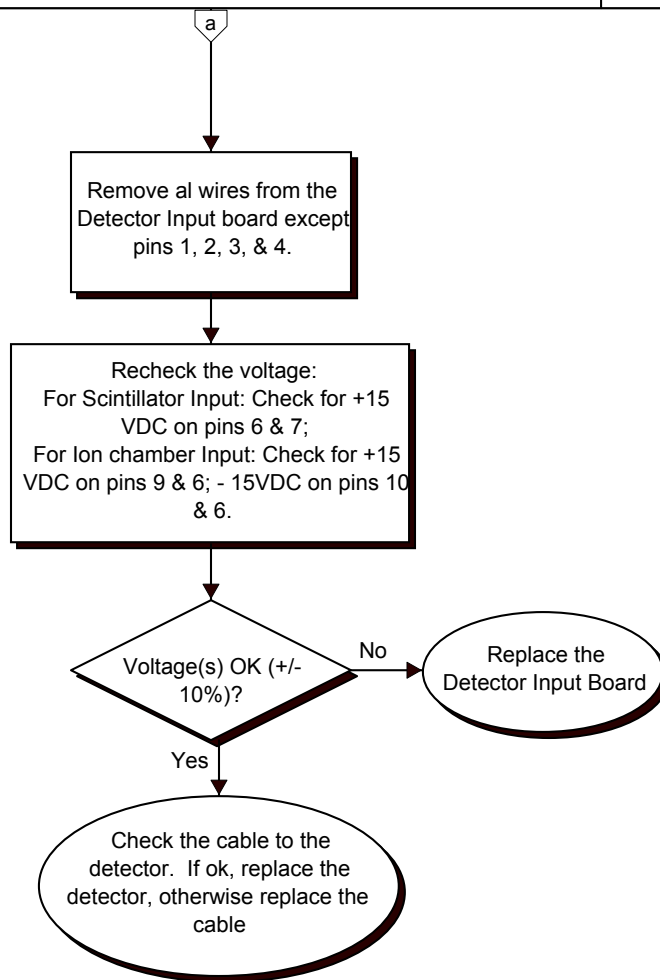 a
Remove al wires from the
Detector Input board except
pins 1, 2, 3, & 4.
Recheck the voltage:
For Scintillator Input: Check for +15
VDC on pins 6 & 7;
For Ion chamber Input: Check for +15
VDC on pins 9 & 6; - 15VDC on pins 10
& 6.
Voltage(s) OK (+/-
10%)?
No
Replace the
Detector Input Board
Yes
Check the cable to the
detector. If ok, replace the
detector, otherwise replace the
cable